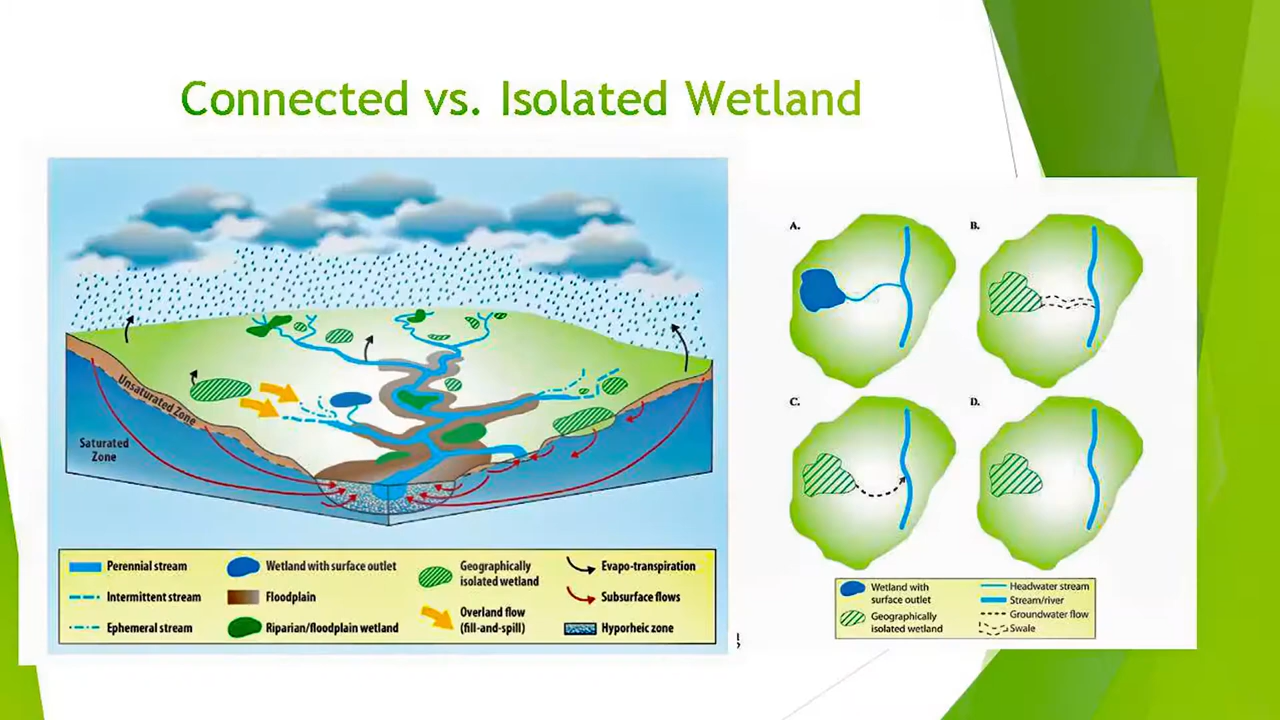 Connected vs. Isolated Wetland
Unsaturated Zone
Saturated
Zone
Perennial stream
Intermittent stream
Ephemeral stream
Wetland with surface outlet
Floodplain
Riparian/floodplain wetland
Geographically
isolated wetland
Overland flow
(fill-and-spill)
Evapo-transpiration
Subsurface flows
Hyporheic zone
A.
B.
C.
D.
Wetland with
surface outlet
Geographically
isolated wetland
Headwater stream
Stream/river
Groundwater flow
Swale